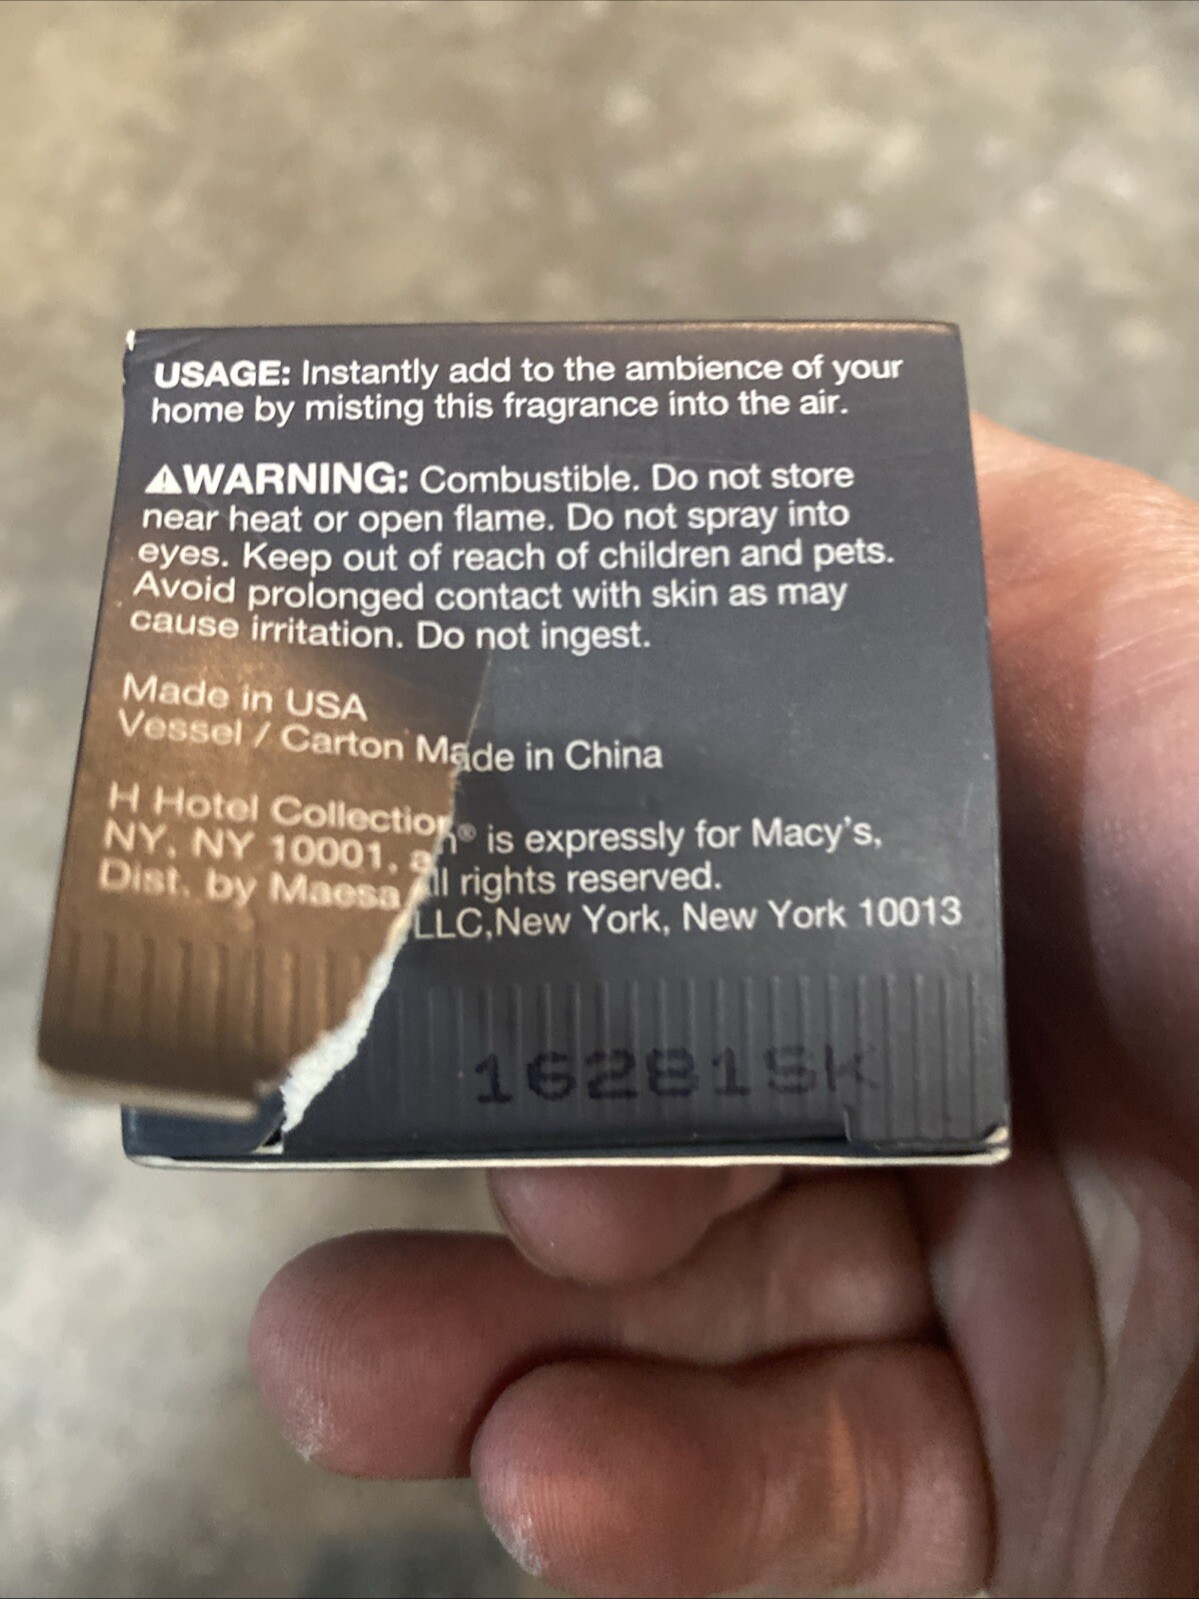 USAGE: Instantly add to the ambience of your
home by misting this fragrance into the air.
⚠WARNING: Combustible. Do not store
near heat or open flame. Do not spray into
eyes. Keep out of reach of children and pets.
Avoid prolonged contact with skin as may
cause irritation. Do not ingest.
Made in USA
Vessel / Carton Made in China
H Hotel Collection® is expressly for Macy's,
NY, NY 10001, all rights reserved.
Dist. by Maesa LLC,New York, New York 10013
16281SK